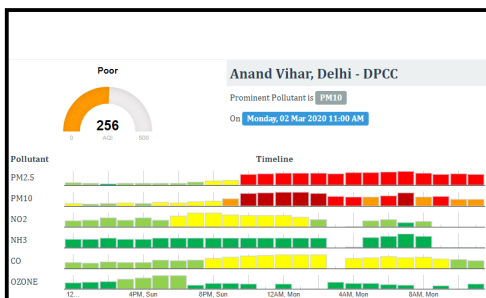 Poor
256
0 AQI 500
Anand Vihar, Delhi - DPCC
Prominent Pollutant is PM10
On Monday, 02 Mar 2020 11:00 AM
Pollutant Timeline
PM2.5
PM10
NO2
NH3
CO
OZONE
12... 4PM, Sun 8PM, Sun 12AM, Mon 4AM, Mon 8AM, Mon